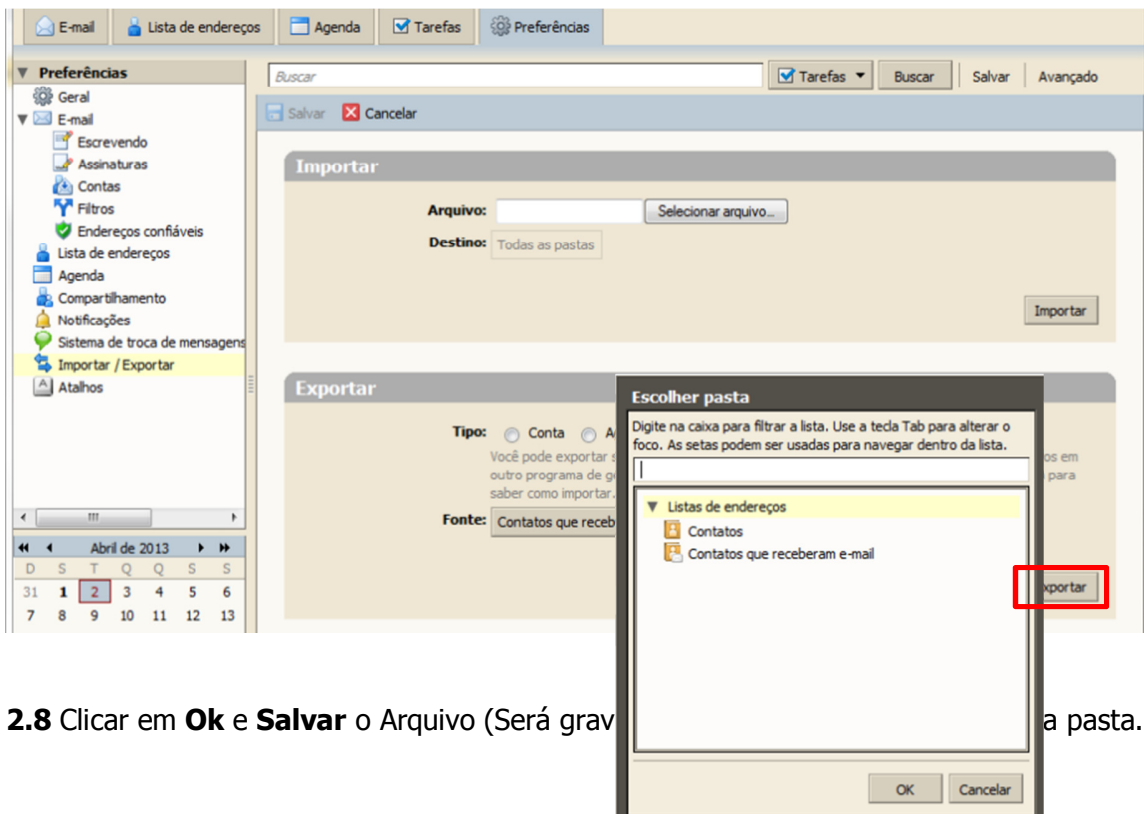 E-mail Lista de endereços Agenda Tarefas Preferências
Preferências
Geral
E-mail
Escrevendo
Assinaturas
Contas
Filtros
Endereços confiáveis
Lista de endereços
Agenda
Compartilhamento
Notificações
Sistema de troca de mensagens
Importar / Exportar
Atalhos
Abril de 2013
D S T Q Q S S
31 1 2 3 4 5 6
7 8 9 10 11 12 13
Buscar Tarefas Buscar Salvar Avançado
Salvar Cancelar
Importar
Arquivo: Selecionar arquivo...
Destino: Todas as pastas
Importar
Exportar
Tipo: Conta
Você pode exportar os em
outro programa de para
saber como importar.
Fonte: Contatos que
Escolher pasta
Digite na caixa para filtrar a lista. Use a tecla Tab para alterar o
foco. As setas podem ser usadas para navegar dentro da lista.
Listas de endereços
Contatos
Contatos que receberam e-mail
xportar
OK Cancelar
2.8 Clicar em Ok e Salvar o Arquivo (Será grav a pasta.